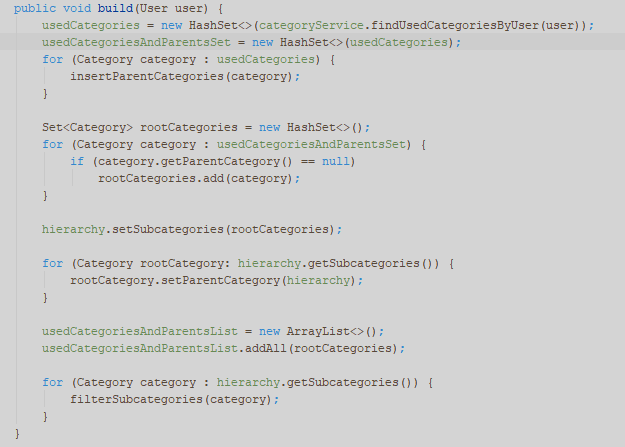 public void build(User user) {
    usedCategories = new HashSet<>(categoryService.findUsedCategoriesByUser(user));
    usedCategoriesAndParentsSet = new HashSet<>(usedCategories);
    for (Category category : usedCategories) {
        insertParentCategories(category);
    }

    Set<Category> rootCategories = new HashSet<>();
    for (Category category : usedCategoriesAndParentsSet) {
        if (category.getParentCategory() == null)
            rootCategories.add(category);
    }

    hierarchy.setSubcategories(rootCategories);

    for (Category rootCategory: hierarchy.getSubcategories()) {
        rootCategory.setParentCategory(hierarchy);
    }

    usedCategoriesAndParentsList = new ArrayList<>();
    usedCategoriesAndParentsList.addAll(rootCategories);

    for (Category category : hierarchy.getSubcategories()) {
        filterSubcategories(category);
    }
}